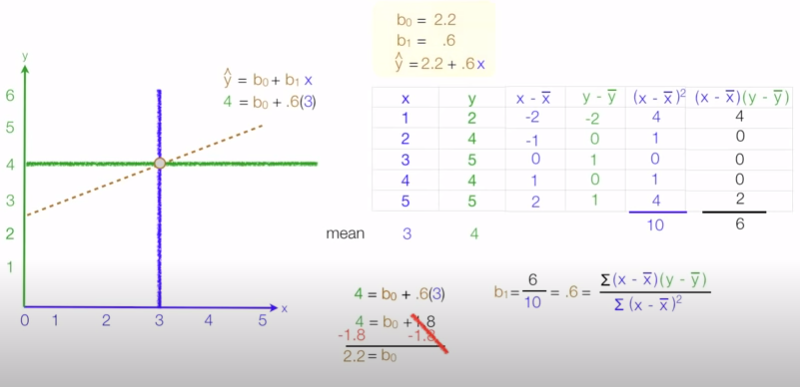 b₀ = 2.2
b₁ = .6
ŷ = 2.2 + .6x
y
6
5
4
3
2
1
0 1 2 3 4 5 x
ŷ = b₀ + b₁ x
4 = b₀ + .6(3)
x y x - x̅ y - y̅ (x - x̅)² (x - x̅)(y - y̅)
1 2 -2 -2 4 4
2 4 -1 0 1 0
3 5 0 1 0 0
4 4 1 0 1 0
5 5 2 1 4 2
10 6
mean 3 4
4 = b₀ + .6(3)
4 = b₀ + 1.8
-1.8 -1.8
2.2 = b₀
b₁ = 6/10 = .6 = Σ(x - x̅)(y - y̅) / Σ(x - x̅)²